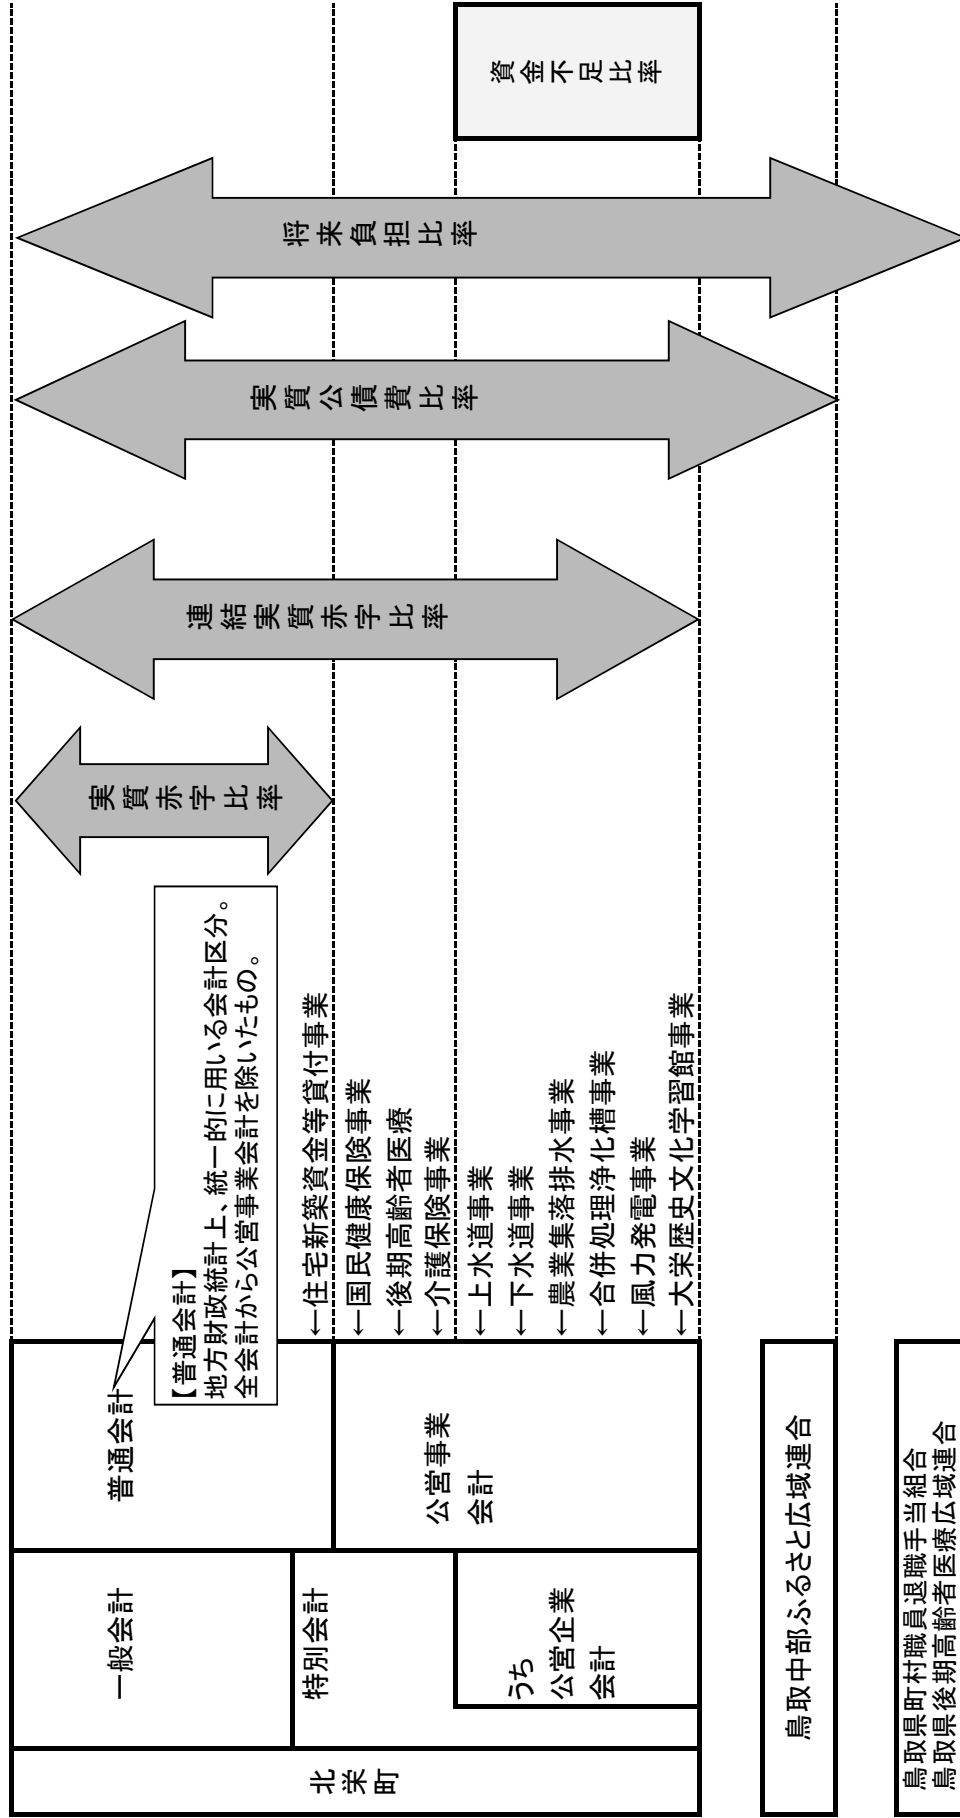 北栄町
一般会計
特別会計
うち
公営企業
会計
普通会計
公営事業
会計
【普通会計】
地方財政統計上、統一的に用いる会計区分。
全会計から公営事業会計を除いたもの。
←住宅新築資金等貸付事業
←国民健康保険事業
←後期高齢者医療
←介護保険事業
←上水道事業
←下水道事業
←農業集落排水事業
←合併処理浄化槽事業
←風力発電事業
←大栄歴史文化学習館事業
実質赤字比率
連結実質赤字比率
実質公債費比率
将来負担比率
資金不足比率
鳥取中部ふるさと広域連合
鳥取県町村職員退職手当組合
鳥取県後期高齢者医療広域連合